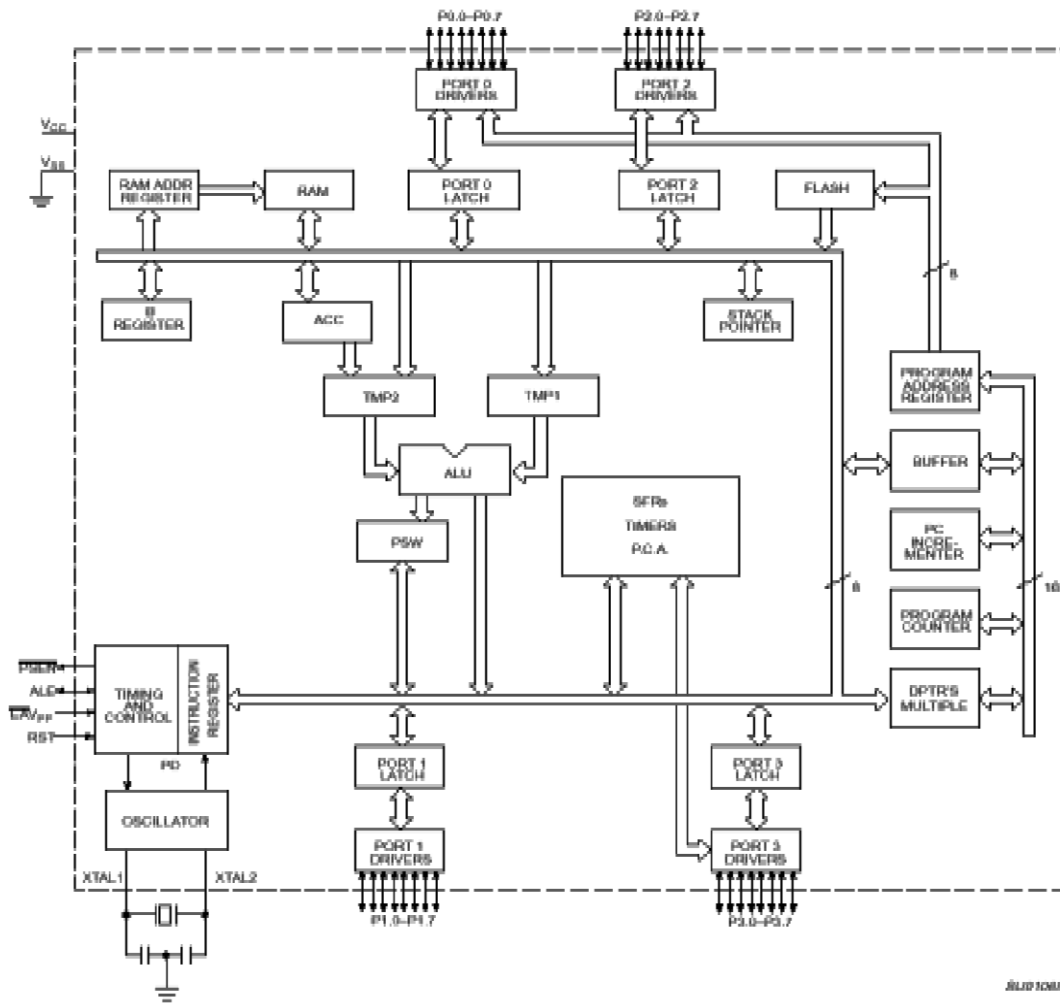 P0.0–P0.7
P2.0–P2.7
PORT 0
DRIVERS
PORT 2
DRIVERS
VCC
VSS
RAM ADDR
REGISTER
RAM
PORT 0
LATCH
PORT 2
LATCH
FLASH
8
B
REGISTER
ACC
STACK
POINTER
TMP2
TMP1
PROGRAM
ADDRESS
REGISTER
ALU
BUFFER
SFRs
TIMERS
P.C.A.
PSW
PC
INCRE-
MENTER
8
16
PROGRAM
COUNTER
PSEN
ALE
EAVPP
RST
TIMING
AND
CONTROL
INSTRUCTION
REGISTER
DPTR'S
MULTIPLE
PD
PORT 1
LATCH
PORT 3
LATCH
OSCILLATOR
PORT 1
DRIVERS
PORT 3
DRIVERS
XTAL1
XTAL2
P1.0–P1.7
P3.0–P3.7